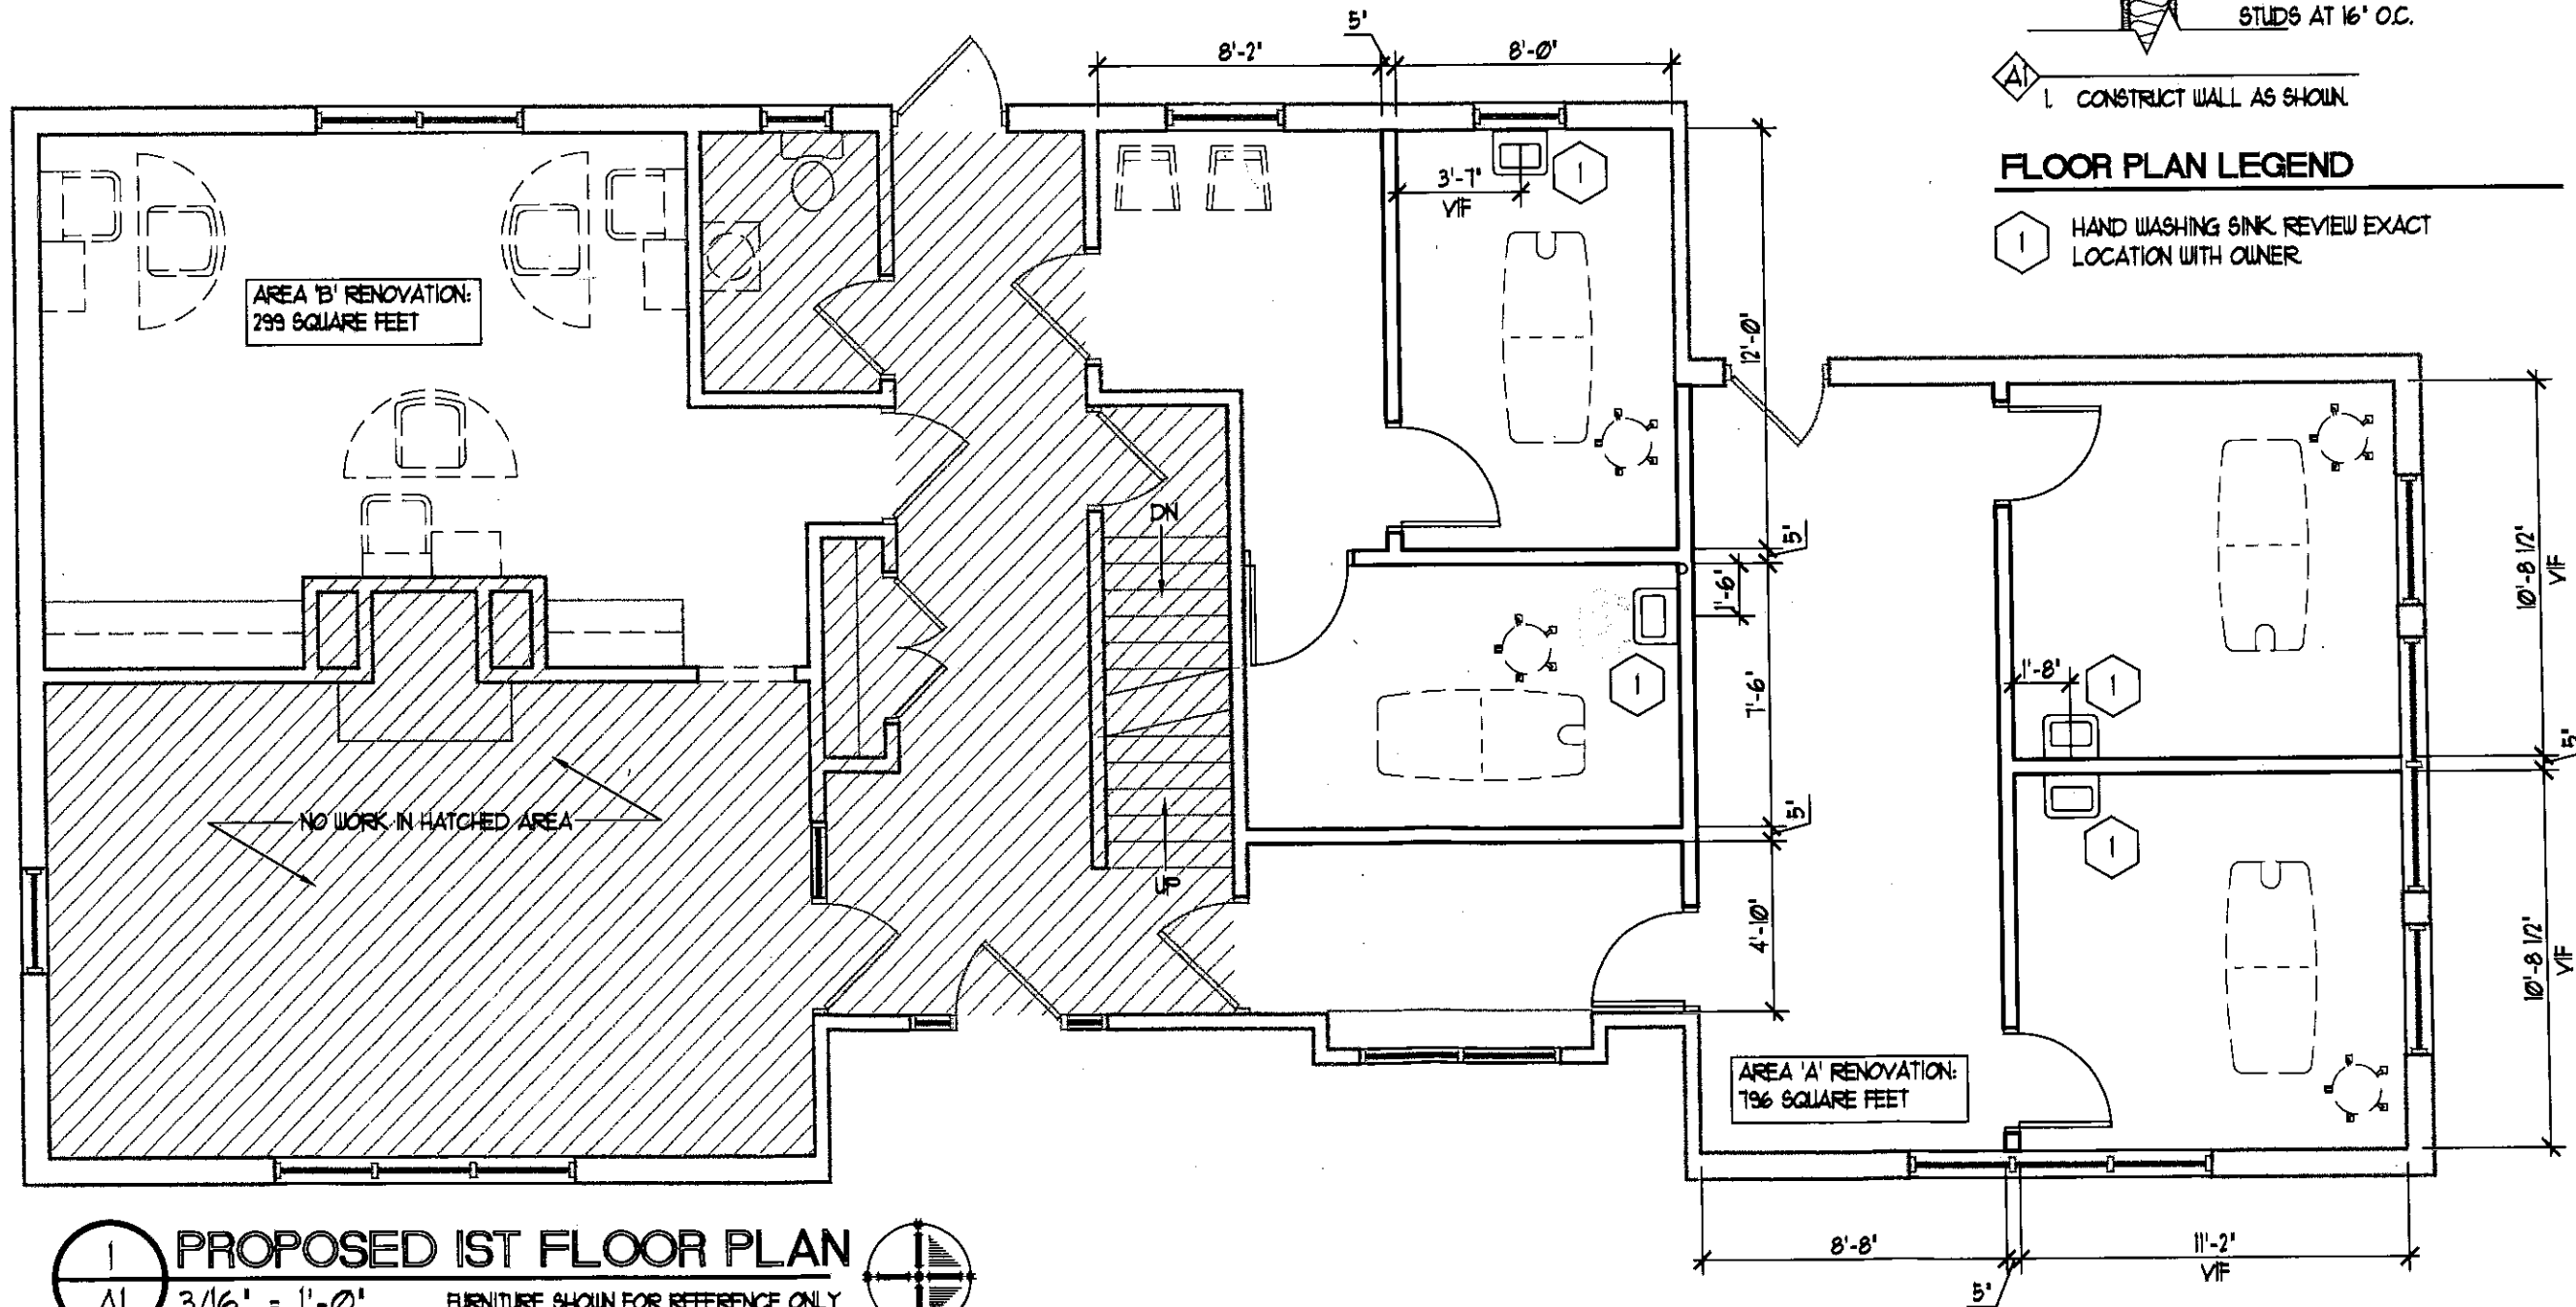 STUDS AT 16" O.C.
A1
1. CONSTRUCT WALL AS SHOWN.
FLOOR PLAN LEGEND
1
HAND WASHING SINK. REVIEW EXACT
LOCATION WITH OWNER
5"
8'-2"
8'-0"
3'-7"
VIF
1
12'-0"
AREA 'B' RENOVATION:
299 SQUARE FEET
DN
5"
1'-6"
1
7'-6"
10'-8 1/2"
VIF
1'-8"
1
5"
NO WORK IN HATCHED AREA
5"
1
UP
4'-10"
10'-8 1/2"
VIF
AREA 'A' RENOVATION:
796 SQUARE FEET
8'-8"
11'-2"
VIF
5"
1
A1
PROPOSED 1ST FLOOR PLAN
3/16" = 1'-0"
FURNITURE SHOWN FOR REFERENCE ONLY